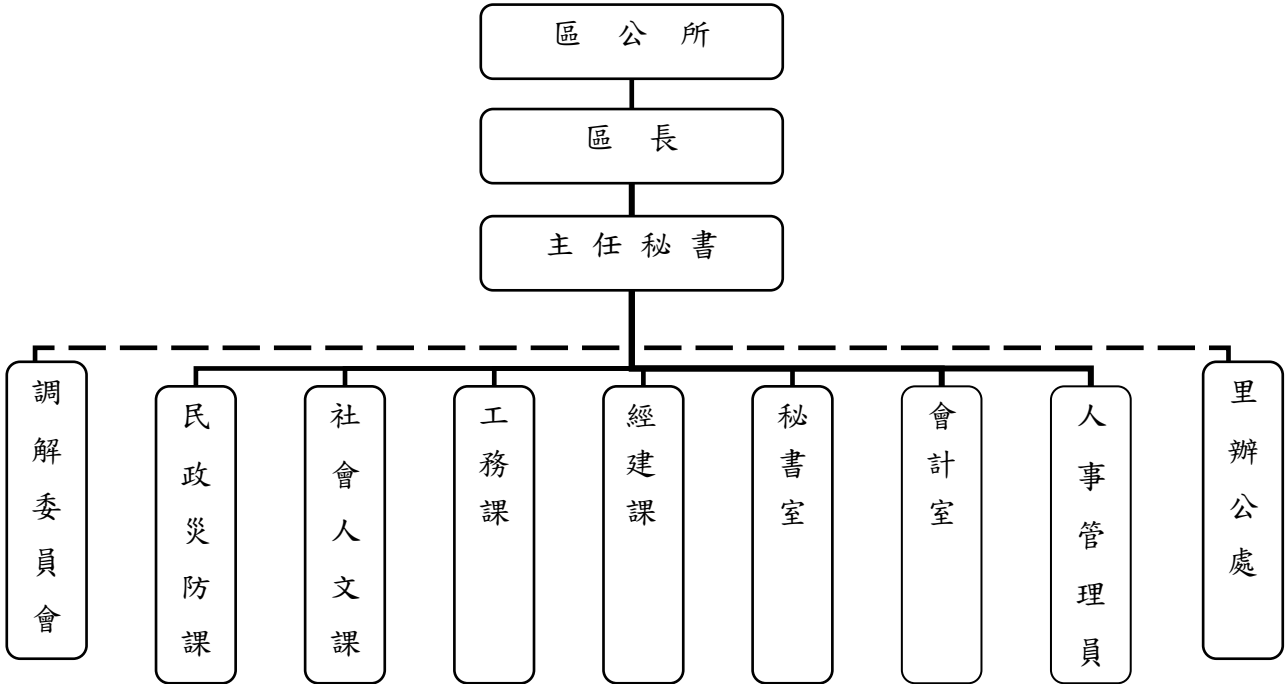 區公所
區長
主任秘書
調解委員會
民政災防課
社會人文課
工務課
經建課
秘書室
會計室
人事管理員
里辦公處